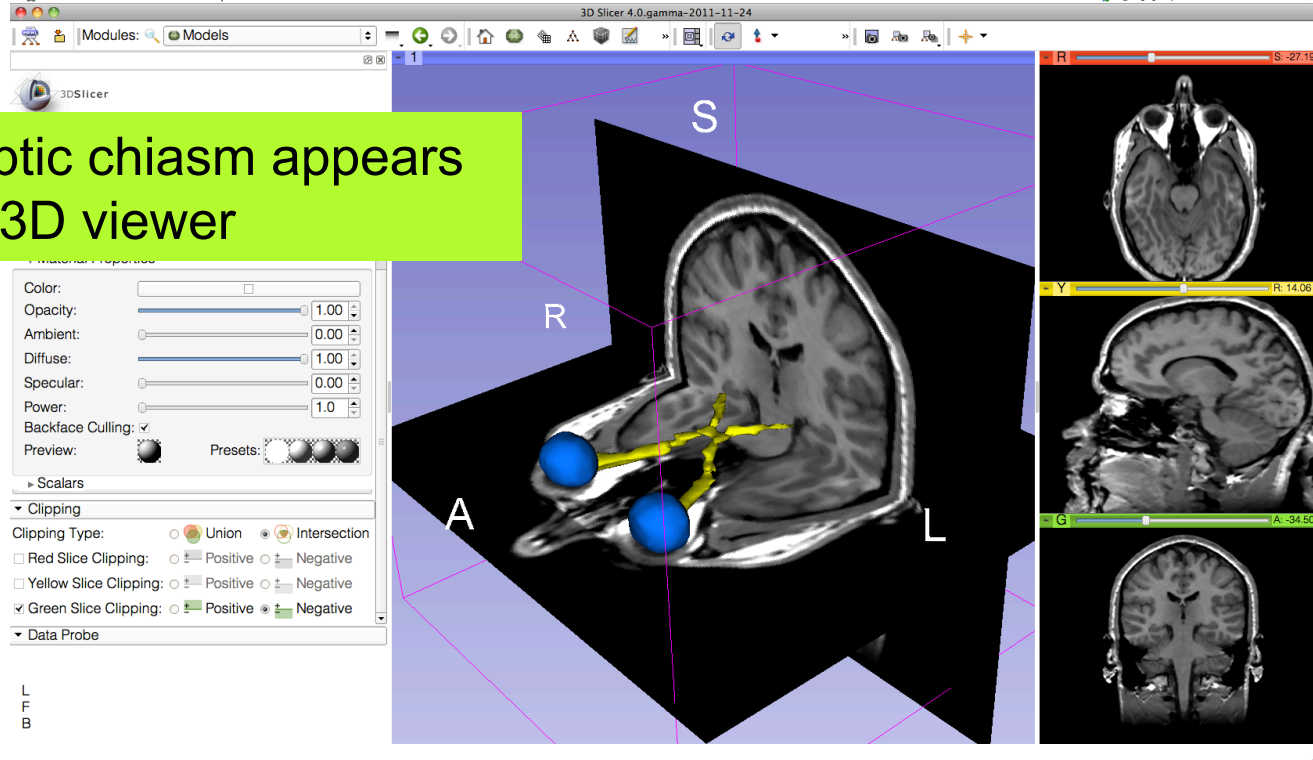 3D Slicer 4.0.gamma-2011-11-24
Modules: Models
» »
1
R S: -27.19
3DSlicer
ptic chiasm appears
3D viewer
S
R
A
L
Material Properties
Color:
Opacity: 1.00
Ambient: 0.00
Diffuse: 1.00
Specular: 0.00
Power: 1.0
Backface Culling:
Preview: Presets:
Scalars
Clipping
Clipping Type: Union Intersection
Red Slice Clipping: Positive Negative
Yellow Slice Clipping: Positive Negative
Green Slice Clipping: Positive Negative
Data Probe
L
F
B
Y R: 14.06
G A: -34.50